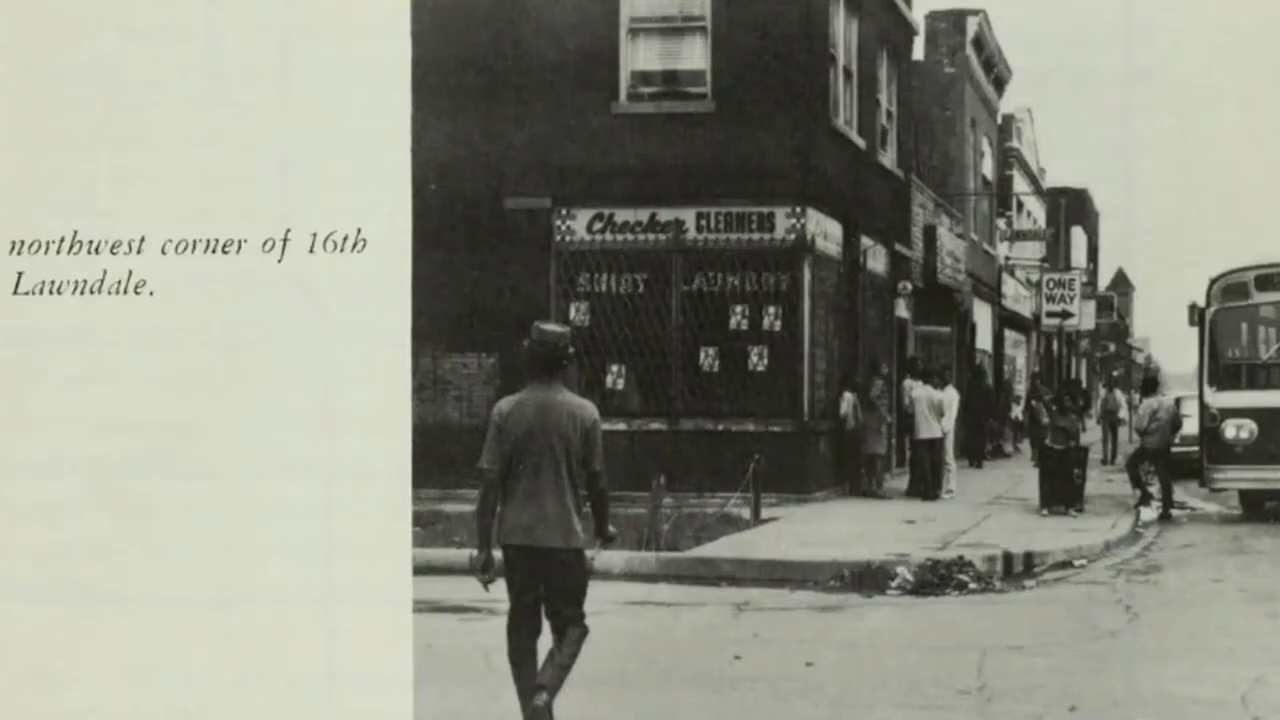 northwest corner of 16th
Lawndale.
Checker CLEANERS
SHIRT LAUNDRY
ONE
WAY